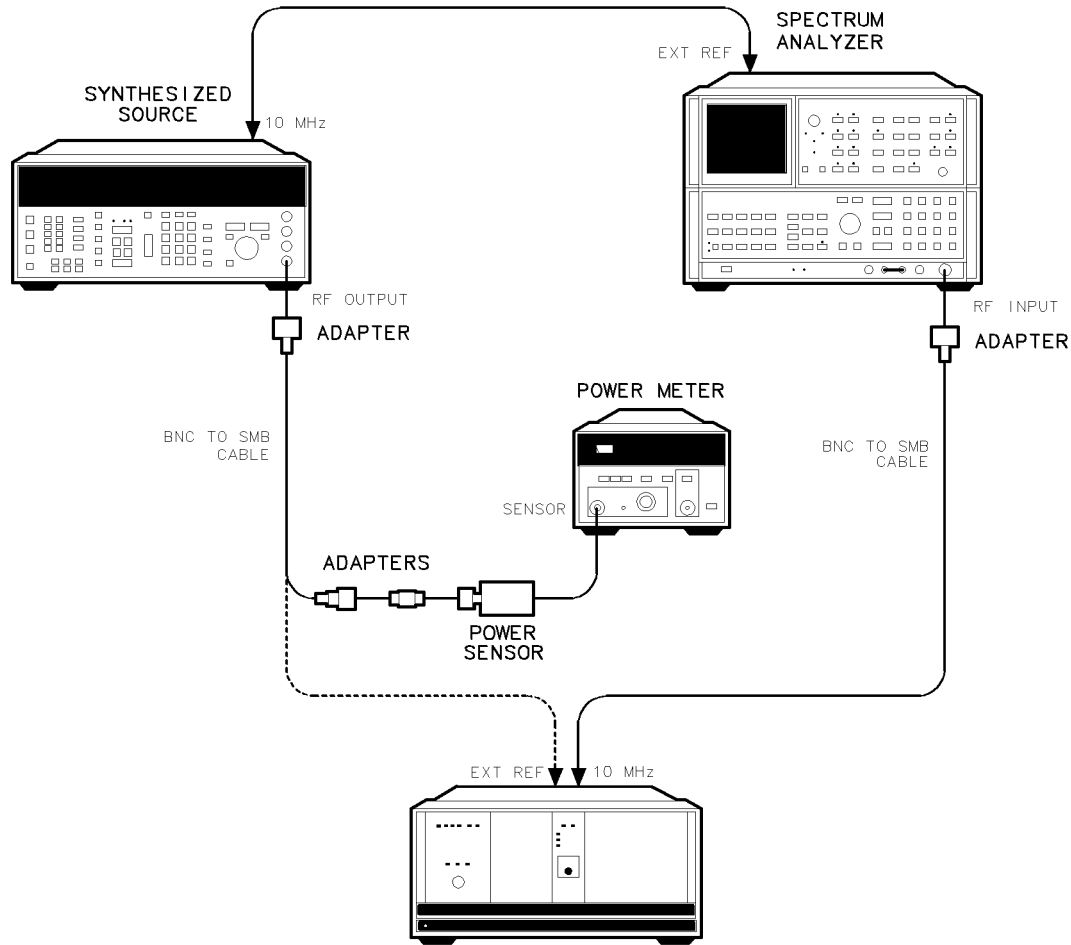 SPECTRUM
ANALYZER
EXT REF
SYNTHESIZED
SOURCE
10 MHz
RF OUTPUT
ADAPTER
RF INPUT
ADAPTER
POWER METER
BNC TO SMB
CABLE
BNC TO SMB
CABLE
SENSOR
ADAPTERS
POWER
SENSOR
EXT REF
10 MHz